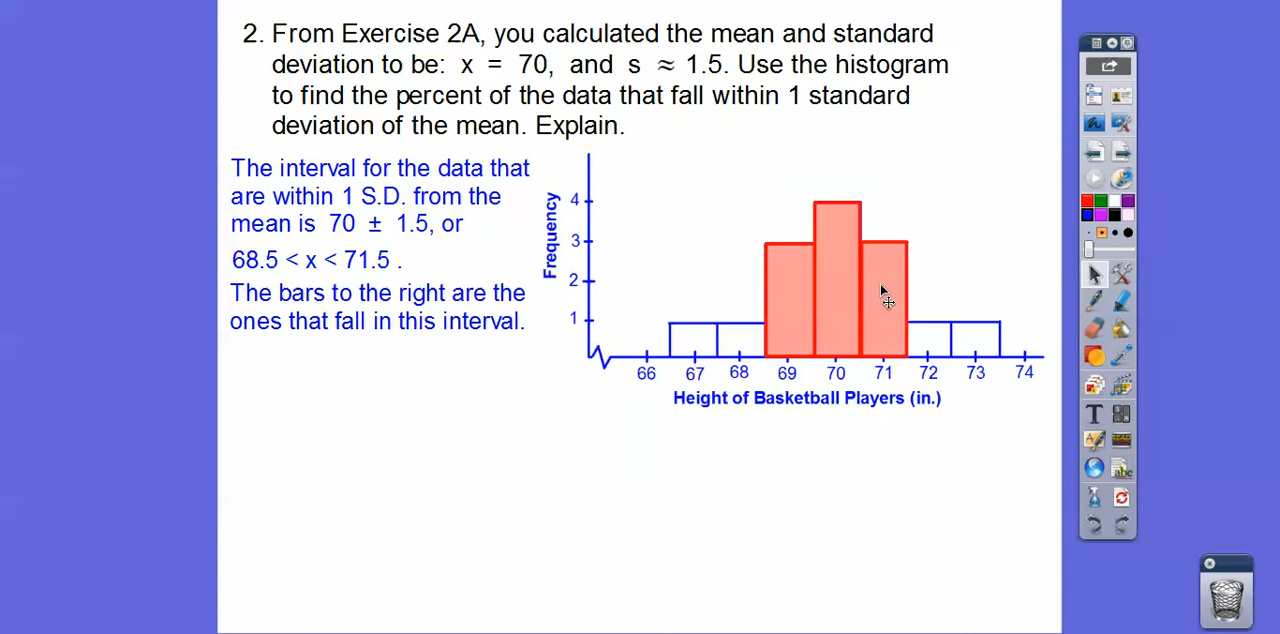 2. From Exercise 2A, you calculated the mean and standard
deviation to be: x = 70, and s ≈ 1.5. Use the histogram
to find the percent of the data that fall within 1 standard
deviation of the mean. Explain.
The interval for the data that
are within 1 S.D. from the
mean is 70 ± 1.5, or
68.5 < x < 71.5 .
The bars to the right are the
ones that fall in this interval.
Frequency
4
3
2
1
66 67 68 69 70 71 72 73 74
Height of Basketball Players (in.)
T
abc